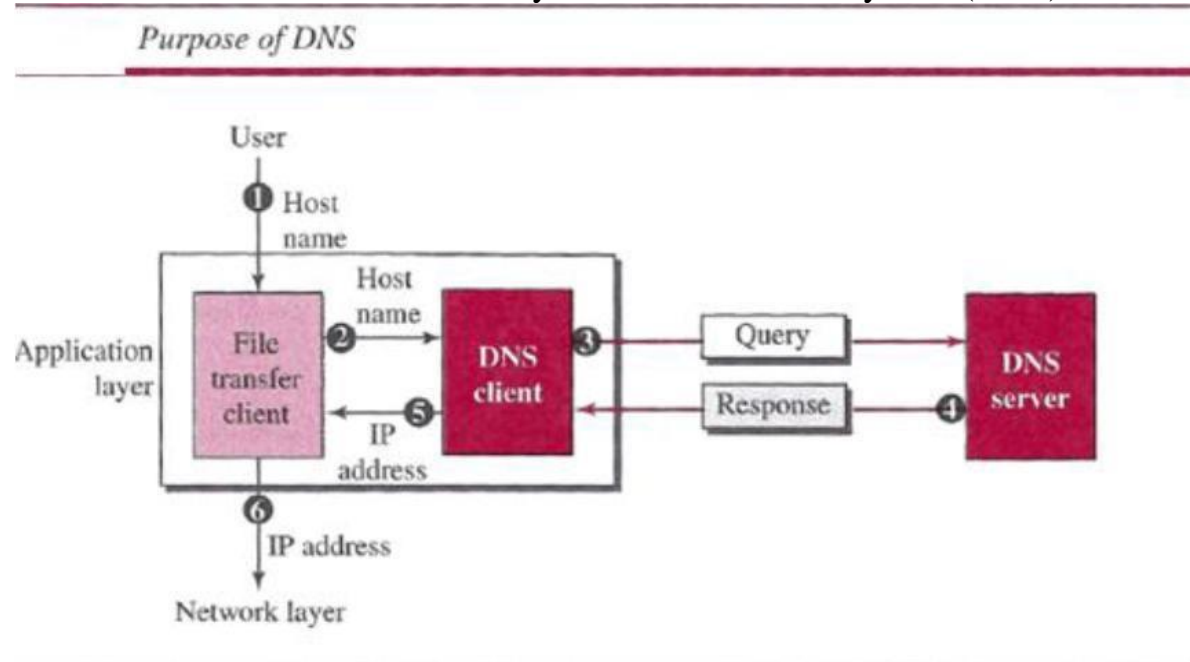 Purpose of DNS
User
1 Host
name
Host
name
Application
layer
File
transfer
client
2
DNS
client
3
Query
DNS
server
Response
4
5
IP
address
6
IP address
Network layer